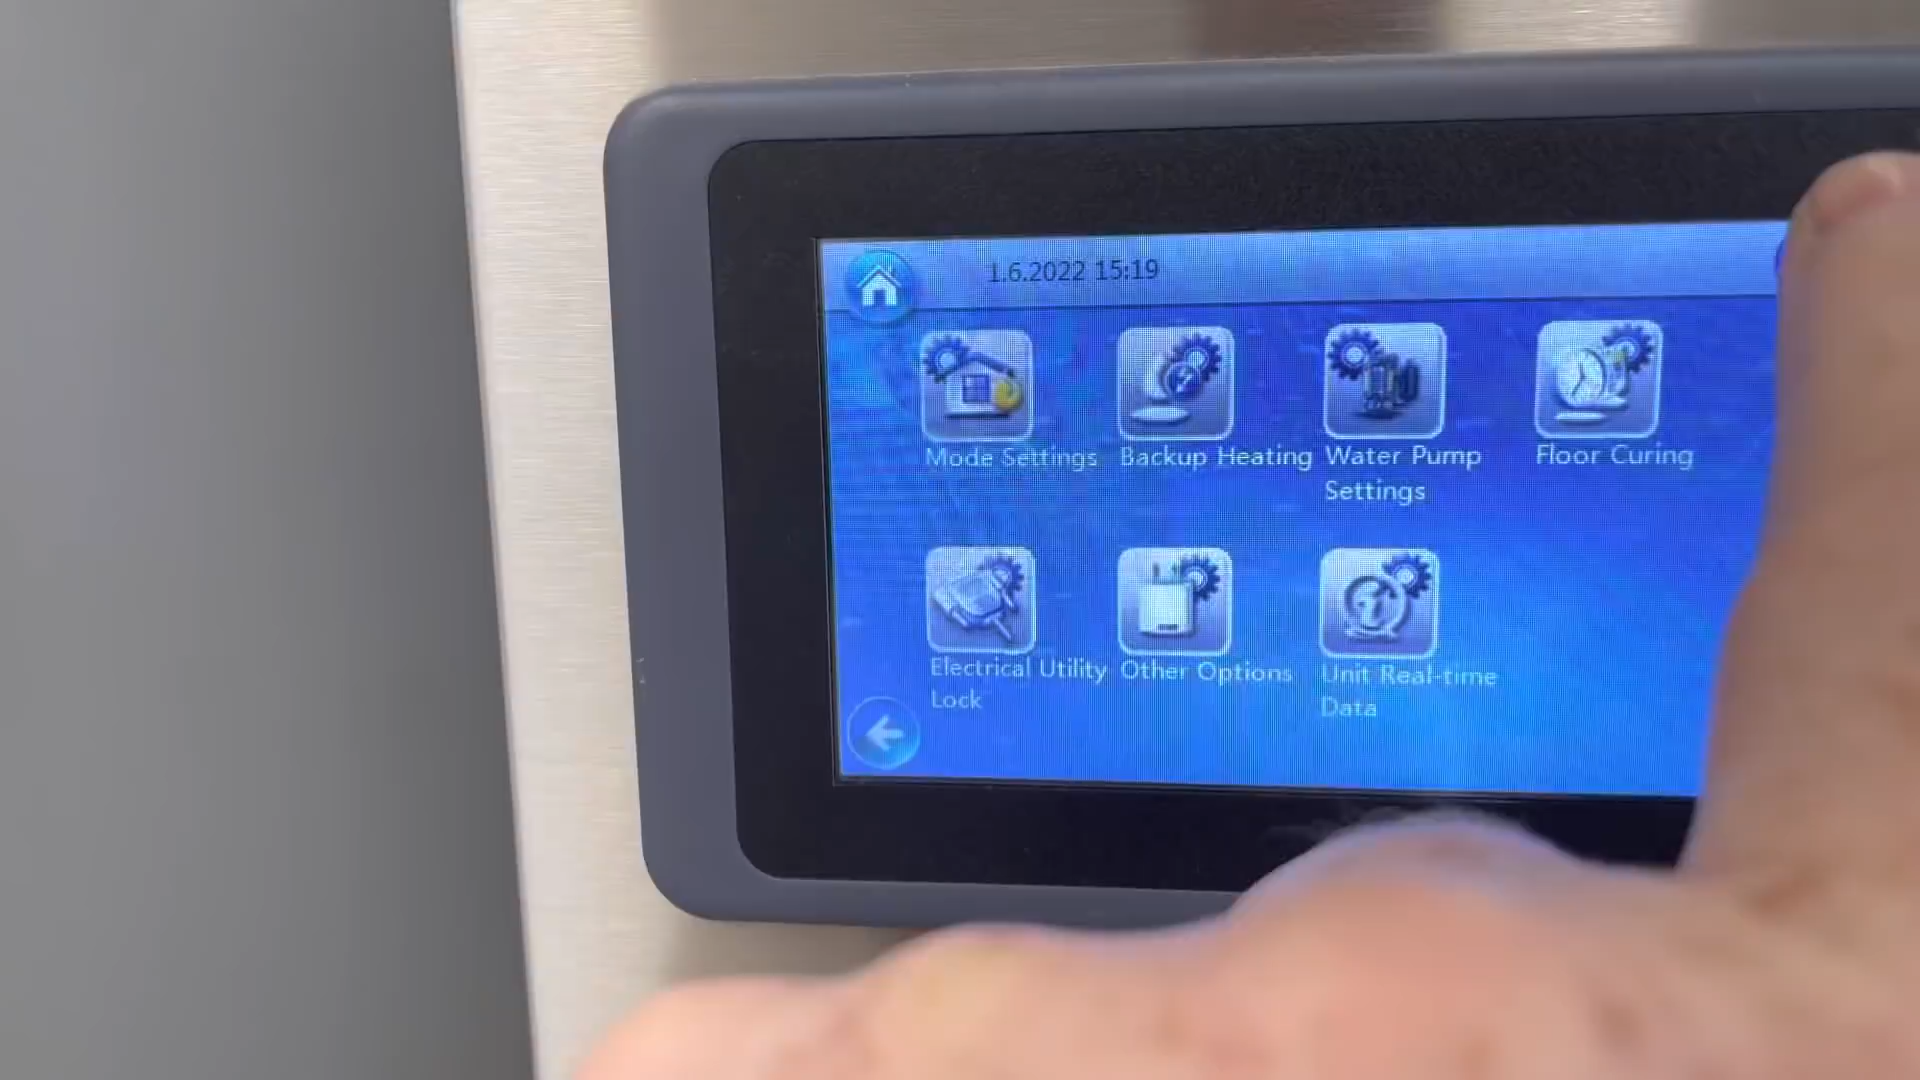 1.6.2022 15:19
Mode Settings
Backup Heating
Water Pump
Settings
Floor Curing
Electrical Utility
Lock
Other Options
Unit Real-time
Data